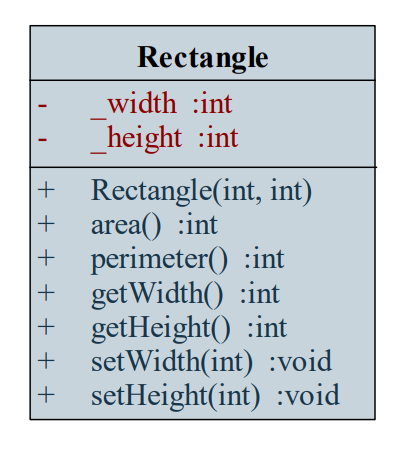 Rectangle
- _width :int
- _height :int
+ Rectangle(int, int)
+ area() :int
+ perimeter() :int
+ getWidth() :int
+ getHeight() :int
+ setWidth(int) :void
+ setHeight(int) :void